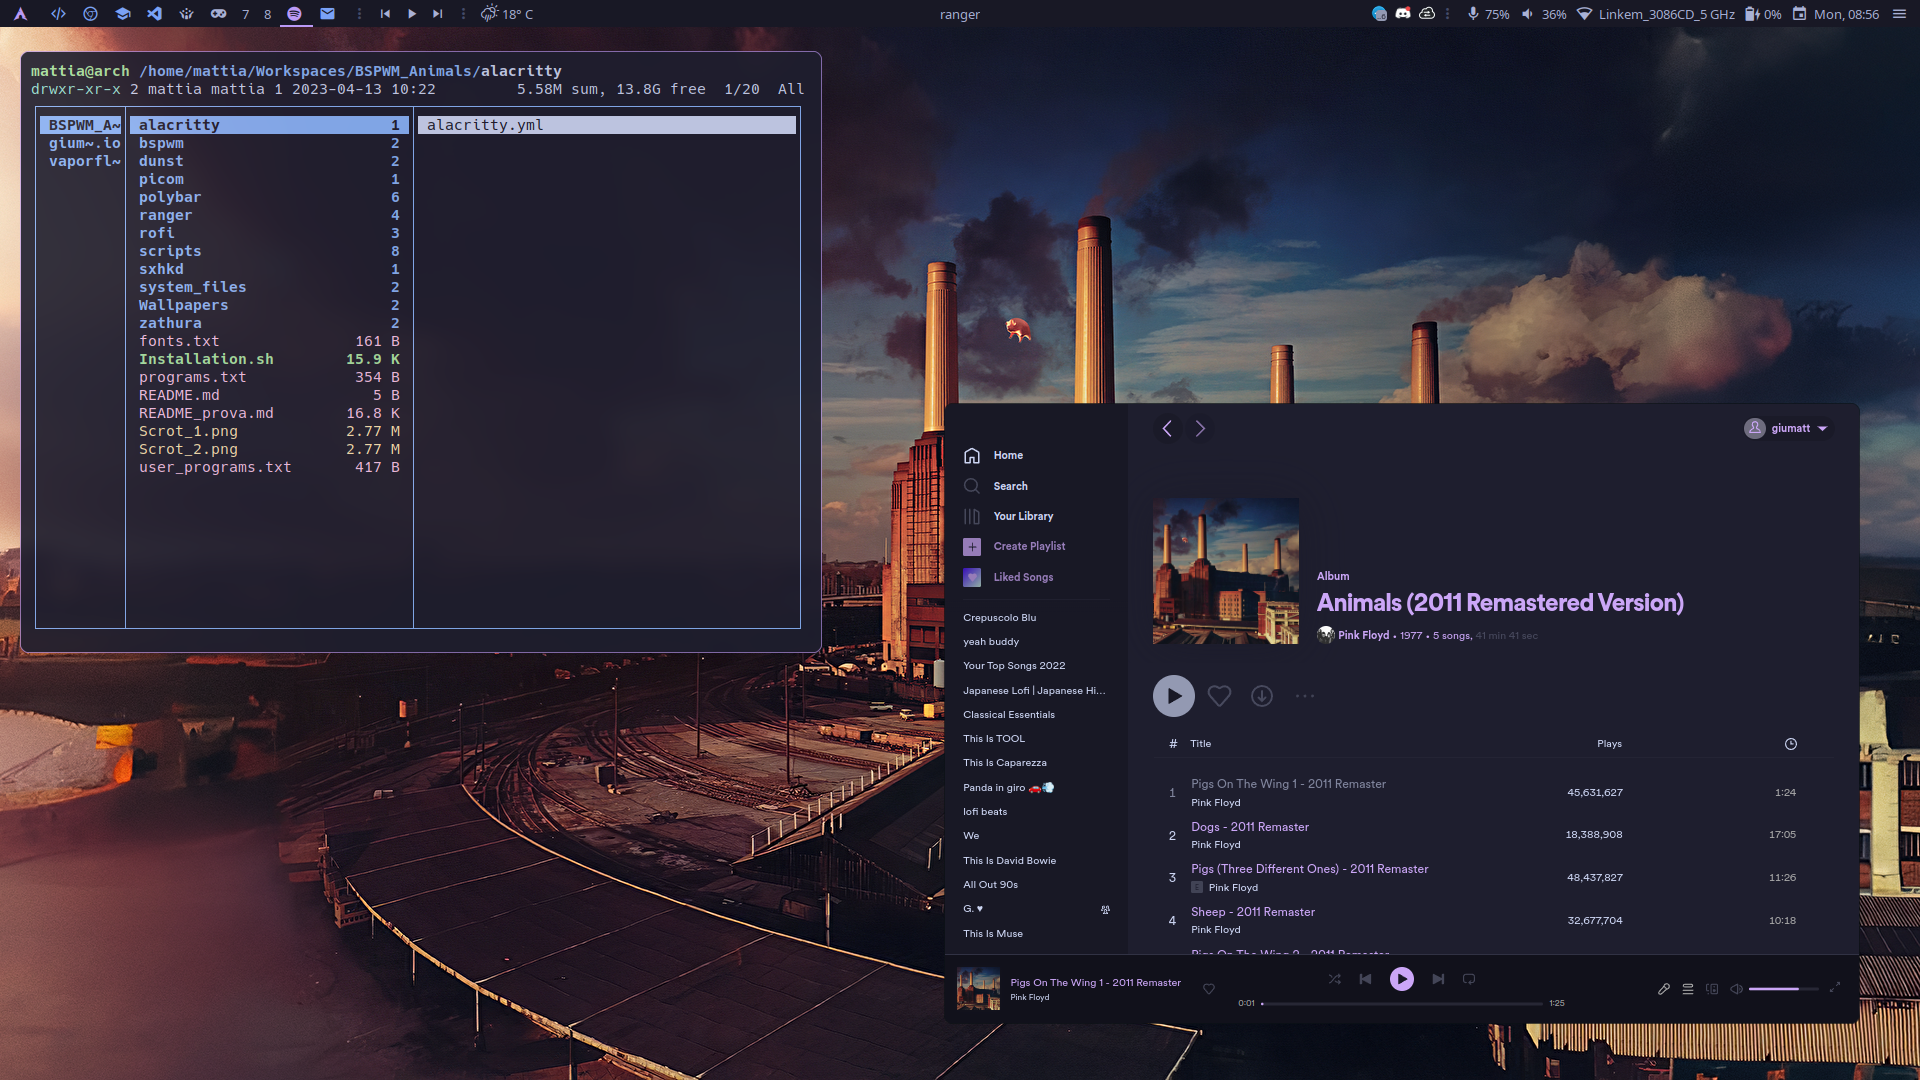 7 8 18° C ranger 75% 36% Linkem_3086CD_5 GHz 0% Mon, 08:56
mattia@arch /home/mattia/Workspaces/BSPWM_Animals/alacritty
drwxr-xr-x 2 mattia mattia 1 2023-04-13 10:22 5.58M sum, 13.8G free 1/20 All
BSPWM_A~ alacritty 1 alacritty.yml
gium~.io bspwm 2
vaporfl~ dunst 2
picom 1
polybar 6
ranger 4
rofi 3
scripts 8
sxhkd 1
system_files 2
Wallpapers 2
zathura 2
fonts.txt 161 B
Installation.sh 15.9 K
programs.txt 354 B
README.md 5 B
README_prova.md 16.8 K
Scrot_1.png 2.77 M
Scrot_2.png 2.77 M
user_programs.txt 417 B
Home
Search
Your Library
Create Playlist
Liked Songs
Crepuscolo Blu
yeah buddy
Your Top Songs 2022
Japanese Lofi | Japanese Hi...
Classical Essentials
This Is TOOL
This Is Caparezza
Panda in giro 🚗💨
lofi beats
We
This Is David Bowie
All Out 90s
G. ♥
This Is Muse
giumatt
Album
Animals (2011 Remastered Version)
Pink Floyd • 1977 • 5 songs, 41 min 41 sec
# Title Plays
1 Pigs On The Wing 1 - 2011 Remaster 45,631,627 1:24
Pink Floyd
2 Dogs - 2011 Remaster 18,388,908 17:05
Pink Floyd
3 Pigs (Three Different Ones) - 2011 Remaster 48,437,827 11:26
E Pink Floyd
4 Sheep - 2011 Remaster 32,677,704 10:18
Pink Floyd
Pigs On The Wing 2 - 2011 Remaster
Pigs On The Wing 1 - 2011 Remaster
Pink Floyd
0:01 1:25